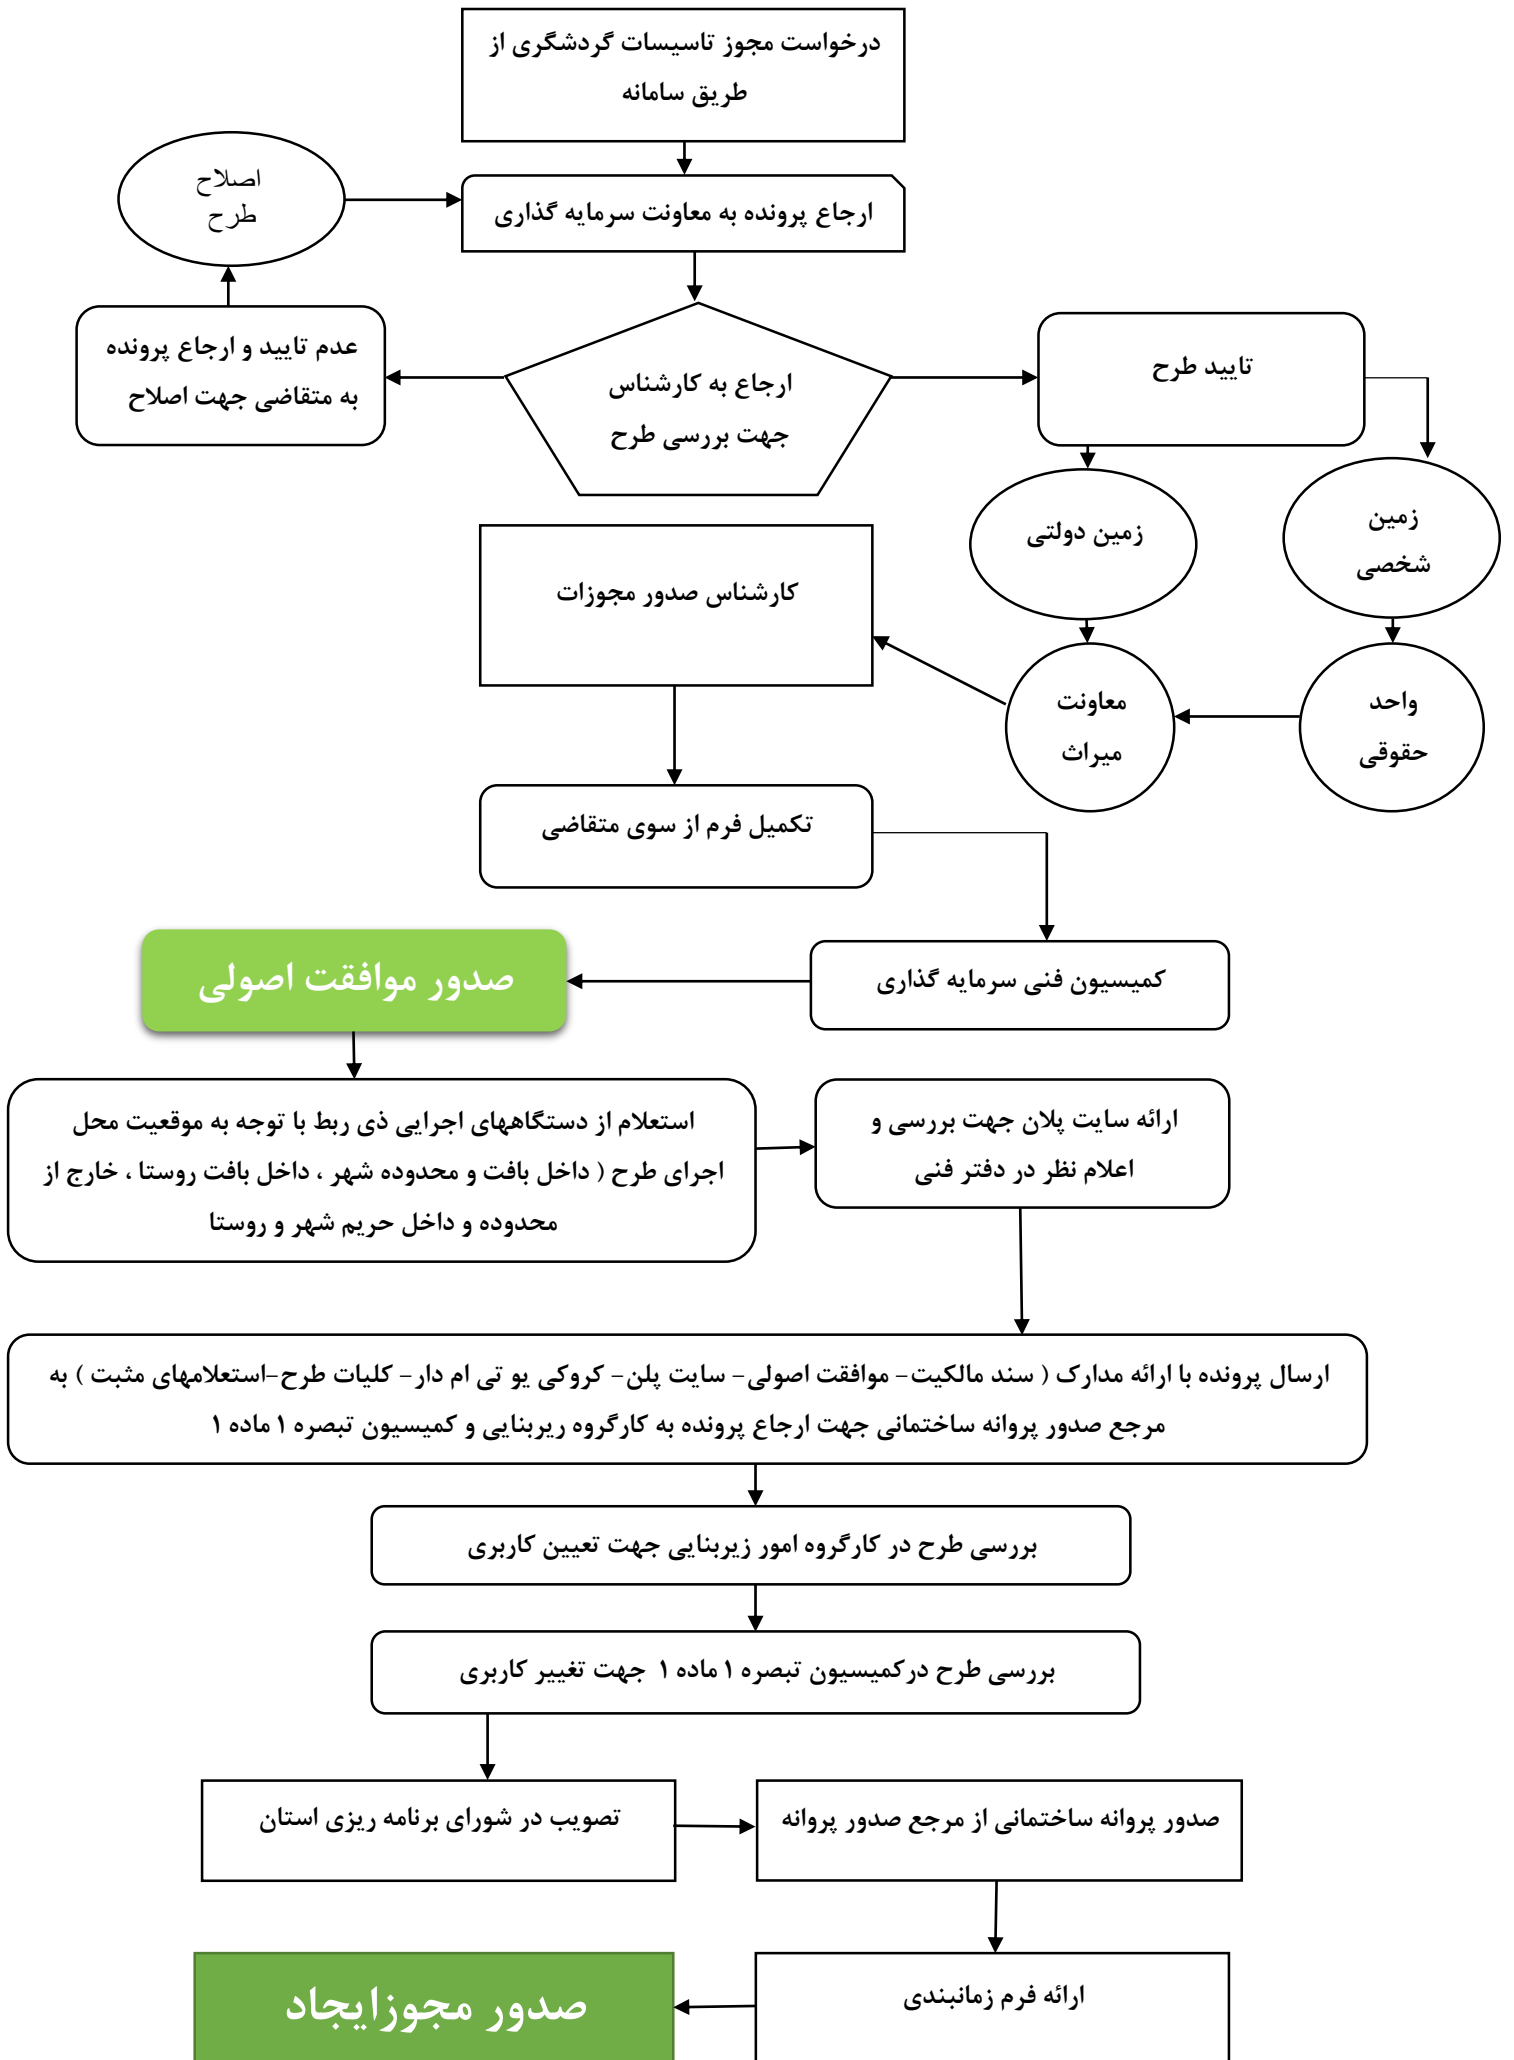 درخواست مجوز تاسیسات گردشگری از
طریق سامانه
اصلاح
طرح
ارجاع پرونده به معاونت سرمایه گذاری
عدم تایید و ارجاع پرونده
به متقاضی جهت اصلاح
ارجاع به کارشناس
جهت بررسی طرح
تایید طرح
زمین دولتی
زمین
شخصی
کارشناس صدور مجوزات
معاونت
میراث
واحد
حقوقی
تکمیل فرم از سوی متقاضی
کمیسیون فنی سرمایه گذاری
صدور موافقت اصولی
استعلام از دستگاههای اجرایی ذی ربط با توجه به موقعیت محل
اجرای طرح ( داخل بافت و محدوده شهر ، داخل بافت روستا ، خارج از
محدوده و داخل حریم شهر و روستا
ارائه سایت پلان جهت بررسی و
اعلام نظر در دفتر فنی
ارسال پرونده با ارائه مدارک ( سند مالکیت- موافقت اصولی- سایت پلن- کروکی یو تی ام دار- کلیات طرح-استعلامهای مثبت ) به
مرجع صدور پروانه ساختمانی جهت ارجاع پرونده به کارگروه ریربنایی و کمیسیون تبصره ۱ ماده ۱
بررسی طرح در کارگروه امور زیربنایی جهت تعیین کاربری
بررسی طرح درکمیسیون تبصره ۱ ماده ۱ جهت تغییر کاربری
تصویب در شورای برنامه ریزی استان
صدور پروانه ساختمانی از مرجع صدور پروانه
ارائه فرم زمانبندی
صدور مجوزایجاد